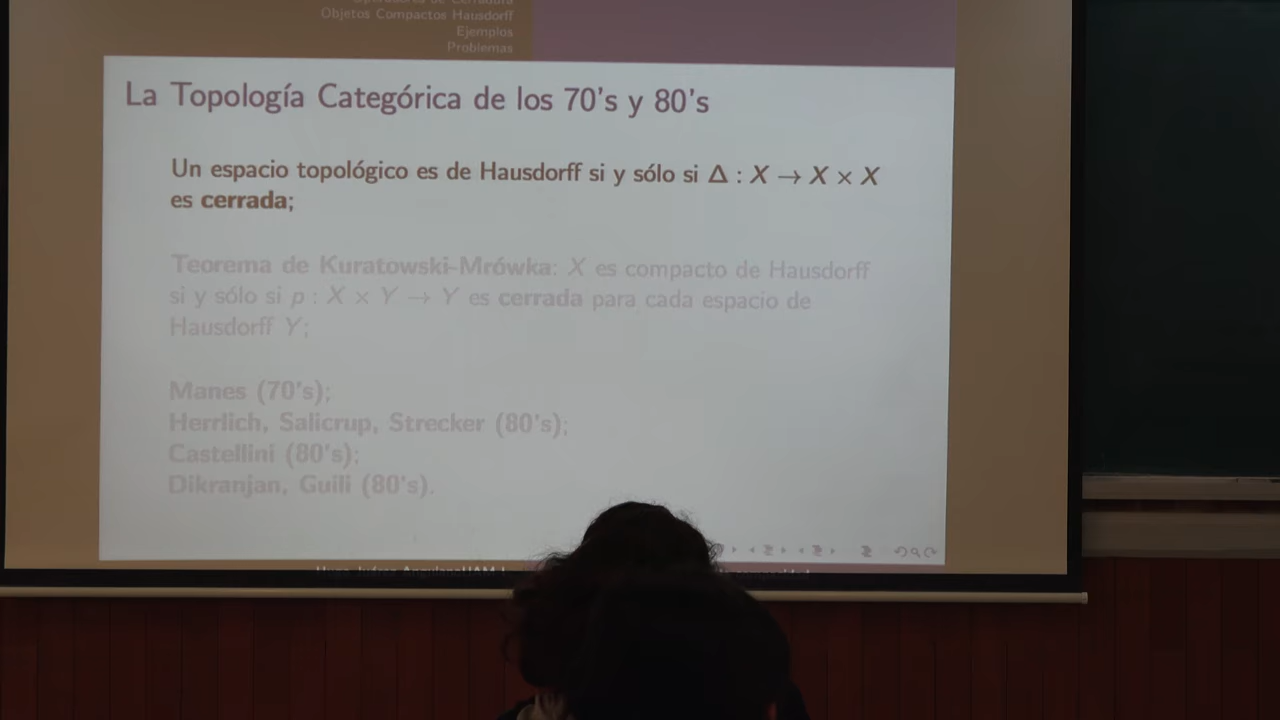 Objetos Compactos Hausdorff
Ejemplos
Problemas
La Topología Categórica de los 70's y 80's
Un espacio topológico es de Hausdorff si y sólo si Δ : X → X × X
es cerrada;
Teorema de Kuratowski-Mrówka: X es compacto de Hausdorff
si y sólo si p : X × Y → Y es cerrada para cada espacio de
Hausdorff Y;
Manes (70's);
Herrlich, Salicrup, Strecker (80's);
Castellini (80's);
Dikranjan, Guili (80's).